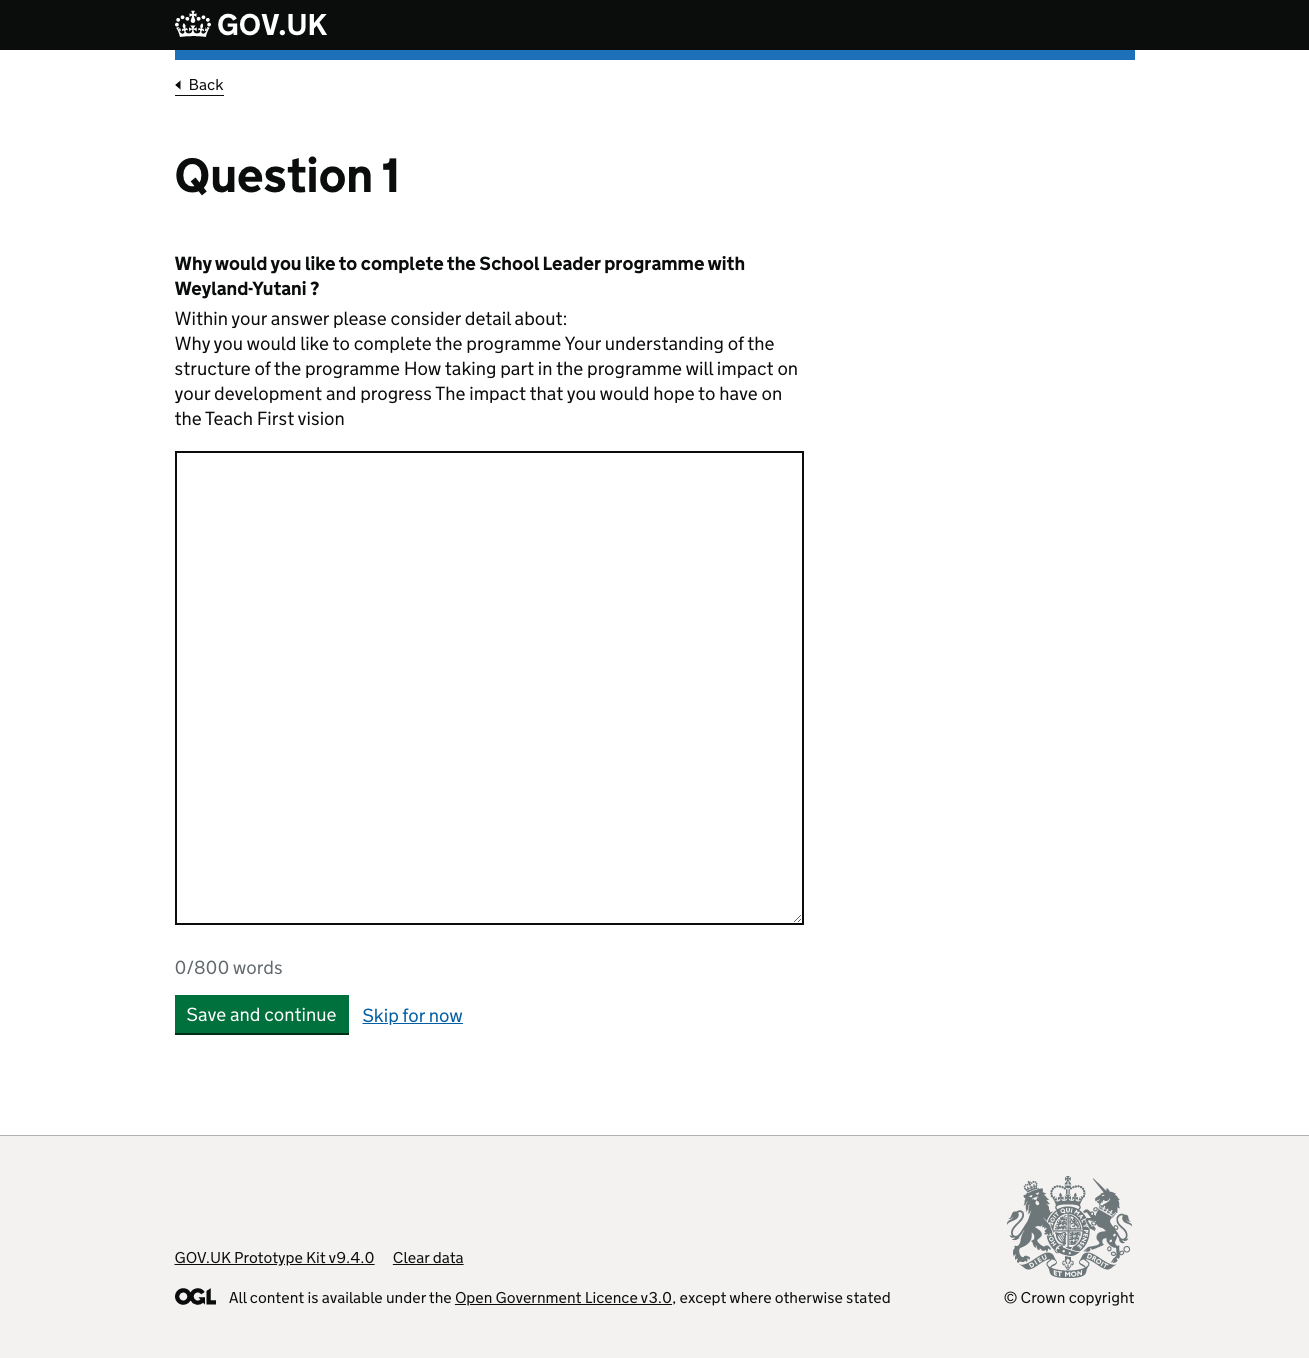 GOV.UK
Back
Question 1
Why would you like to complete the School Leader programme with
Weyland-Yutani ?
Within your answer please consider detail about:
Why you would like to complete the programme Your understanding of the
structure of the programme How taking part in the programme will impact on
your development and progress The impact that you would hope to have on
the Teach First vision
0/800 words
Save and continue Skip for now
GOV.UK Prototype Kit v9.4.0 Clear data
OGL All content is available under the Open Government Licence v3.0, except where otherwise stated
DIEU ET MON DROIT
© Crown copyright